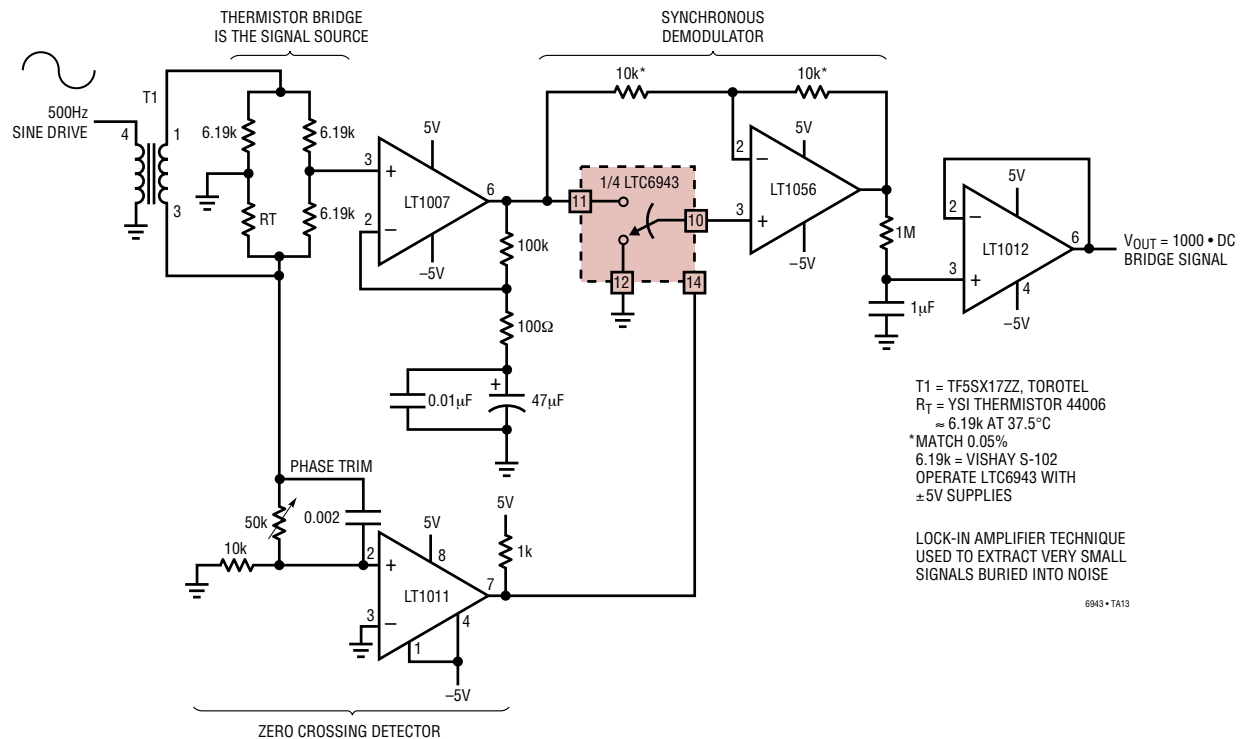 THERMISTOR BRIDGE
IS THE SIGNAL SOURCE
SYNCHRONOUS
DEMODULATOR
500Hz
SINE DRIVE
T1
4
1
3
6.19k
6.19k
RT
6.19k
3
+
2
–
5V
LT1007
–5V
6
100k
100Ω
+
0.01µF
47µF
10k*
10k*
1/4 LTC6943
11
10
12
14
5V
2
–
LT1056
3
+
–5V
1M
1µF
5V
2
–
LT1012
3
+
6
4
–5V
VOUT = 1000 • DC
BRIDGE SIGNAL
T1 = TF5SX17ZZ, TOROTEL
RT = YSI THERMISTOR 44006
≈ 6.19k AT 37.5°C
*MATCH 0.05%
6.19k = VISHAY S-102
OPERATE LTC6943 WITH
±5V SUPPLIES
LOCK-IN AMPLIFIER TECHNIQUE
USED TO EXTRACT VERY SMALL
SIGNALS BURIED INTO NOISE
6943 • TA13
PHASE TRIM
50k
0.002
10k
5V
8
2
+
LT1011
3
–
7
4
1
–5V
5V
1k
ZERO CROSSING DETECTOR